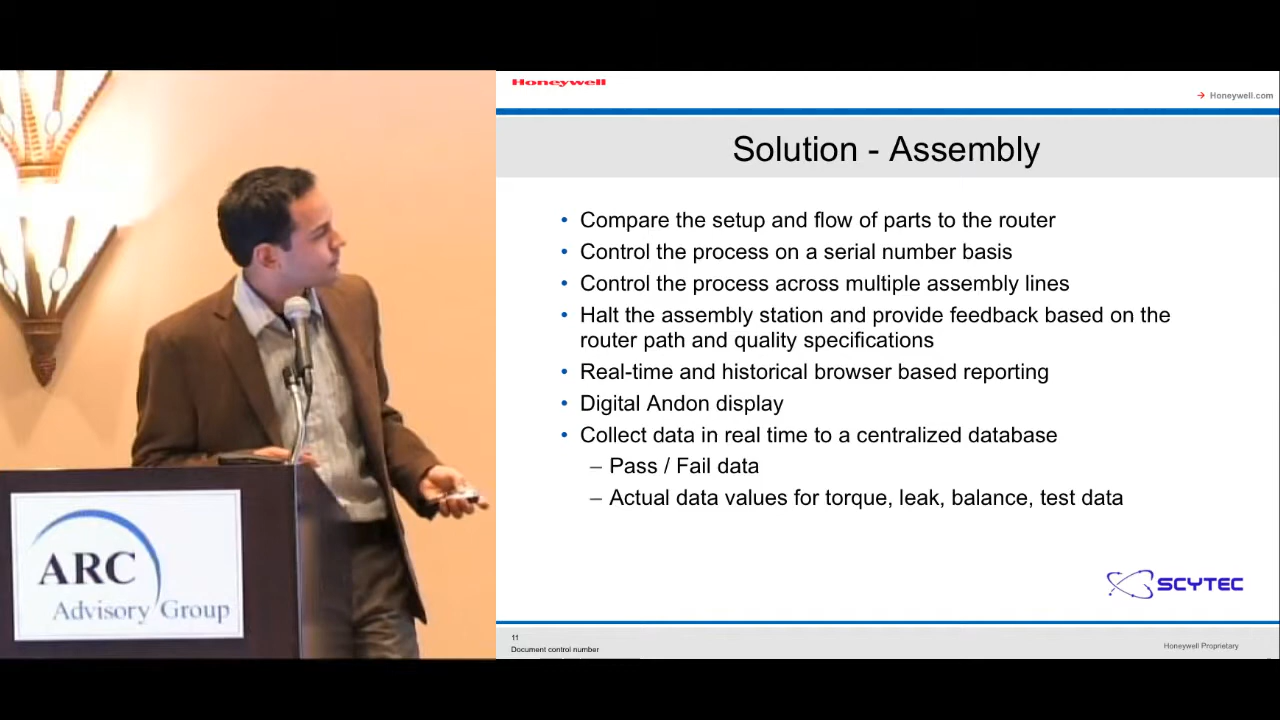 ARC
Advisory Group
Honeywell
→ Honeywell.com
Solution - Assembly
• Compare the setup and flow of parts to the router
• Control the process on a serial number basis
• Control the process across multiple assembly lines
• Halt the assembly station and provide feedback based on the
router path and quality specifications
• Real-time and historical browser based reporting
• Digital Andon display
• Collect data in real time to a centralized database
– Pass / Fail data
– Actual data values for torque, leak, balance, test data
SCYTEC
11
Document control number
Honeywell Proprietary